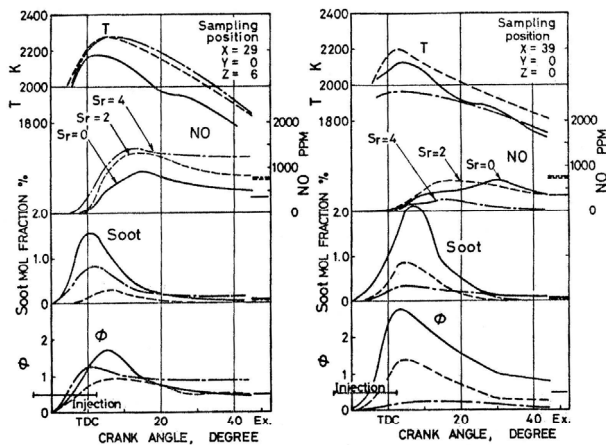 2400
2200
2000
1800
T K
T
Sampling
position
X = 29
Y = 0
Z = 6
NO
Sr=4
Sr=2
Sr=0
2000
1000
0
NO PPM
2.0
1.0
0
Soot MOL FRACTION %
Soot
2
1
0
Φ
Φ
Injection
TDC 20 40 Ex.
CRANK ANGLE, DEGREE
2400
2200
2000
1800
T K
T
Sampling
position
X = 39
Y = 0
Z = 0
Sr=4
Sr=2
Sr=0
NO
2000
1000
0
NO PPM
2.0
1.0
0
Soot MOL FRACTION %
Soot
2
1
0
Φ
Φ
Injection
TDC 20 40 Ex.
CRANK ANGLE, DEGREE